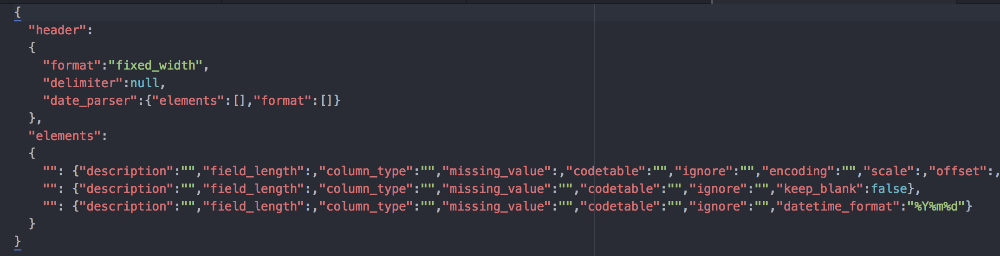 {
  "header":
  {
    "format":"fixed_width",
    "delimiter":null,
    "date_parser":{"elements":[],"format":[]}
  },
  "elements":
  {
    "": {"description":"","field_length":,"column_type":"","missing_value":,"codetable":"","ignore":"","encoding":"","scale":,"offset":,
    "": {"description":"","field_length":,"column_type":"","missing_value":"","codetable":"","ignore":"","keep_blank":false},
    "": {"description":"","field_length":,"column_type":"","missing_value":"","codetable":"","ignore":"","datetime_format":"%Y%m%d"}
  }
}